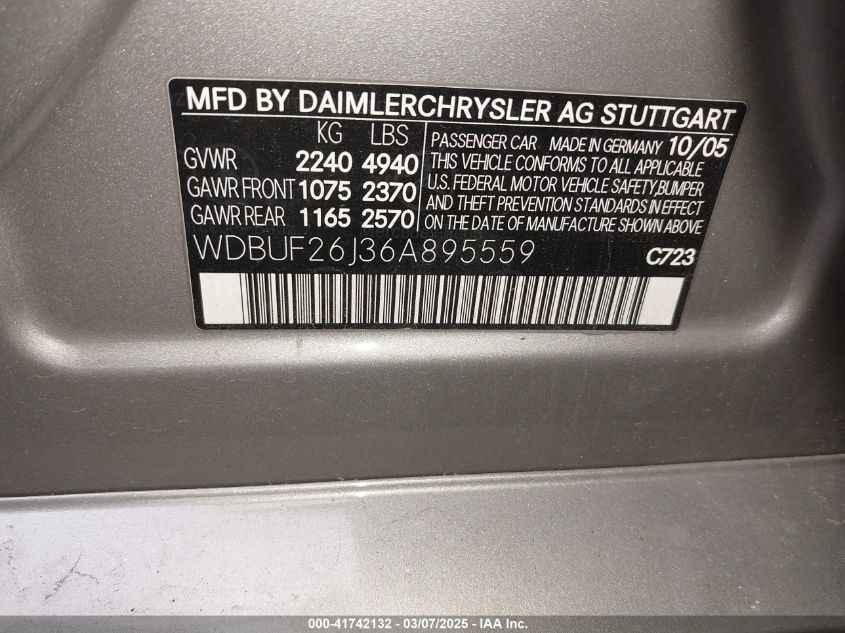 MFD BY DAIMLERCHRYSLER AG STUTTGART
KG LBS
GVWR 2240 4940
GAWR FRONT 1075 2370
GAWR REAR 1165 2570
PASSENGER CAR MADE IN GERMANY 10/05
THIS VEHICLE CONFORMS TO ALL APPLICABLE
U.S. FEDERAL MOTOR VEHICLE SAFETY,BUMPER
AND THEFT PREVENTION STANDARDS IN EFFECT
ON THE DATE OF MANUFACTURE SHOWN ABOVE
WDBUF26J36A895559 C723
000-41742132 — 03/07/2025 — IAA Inc.